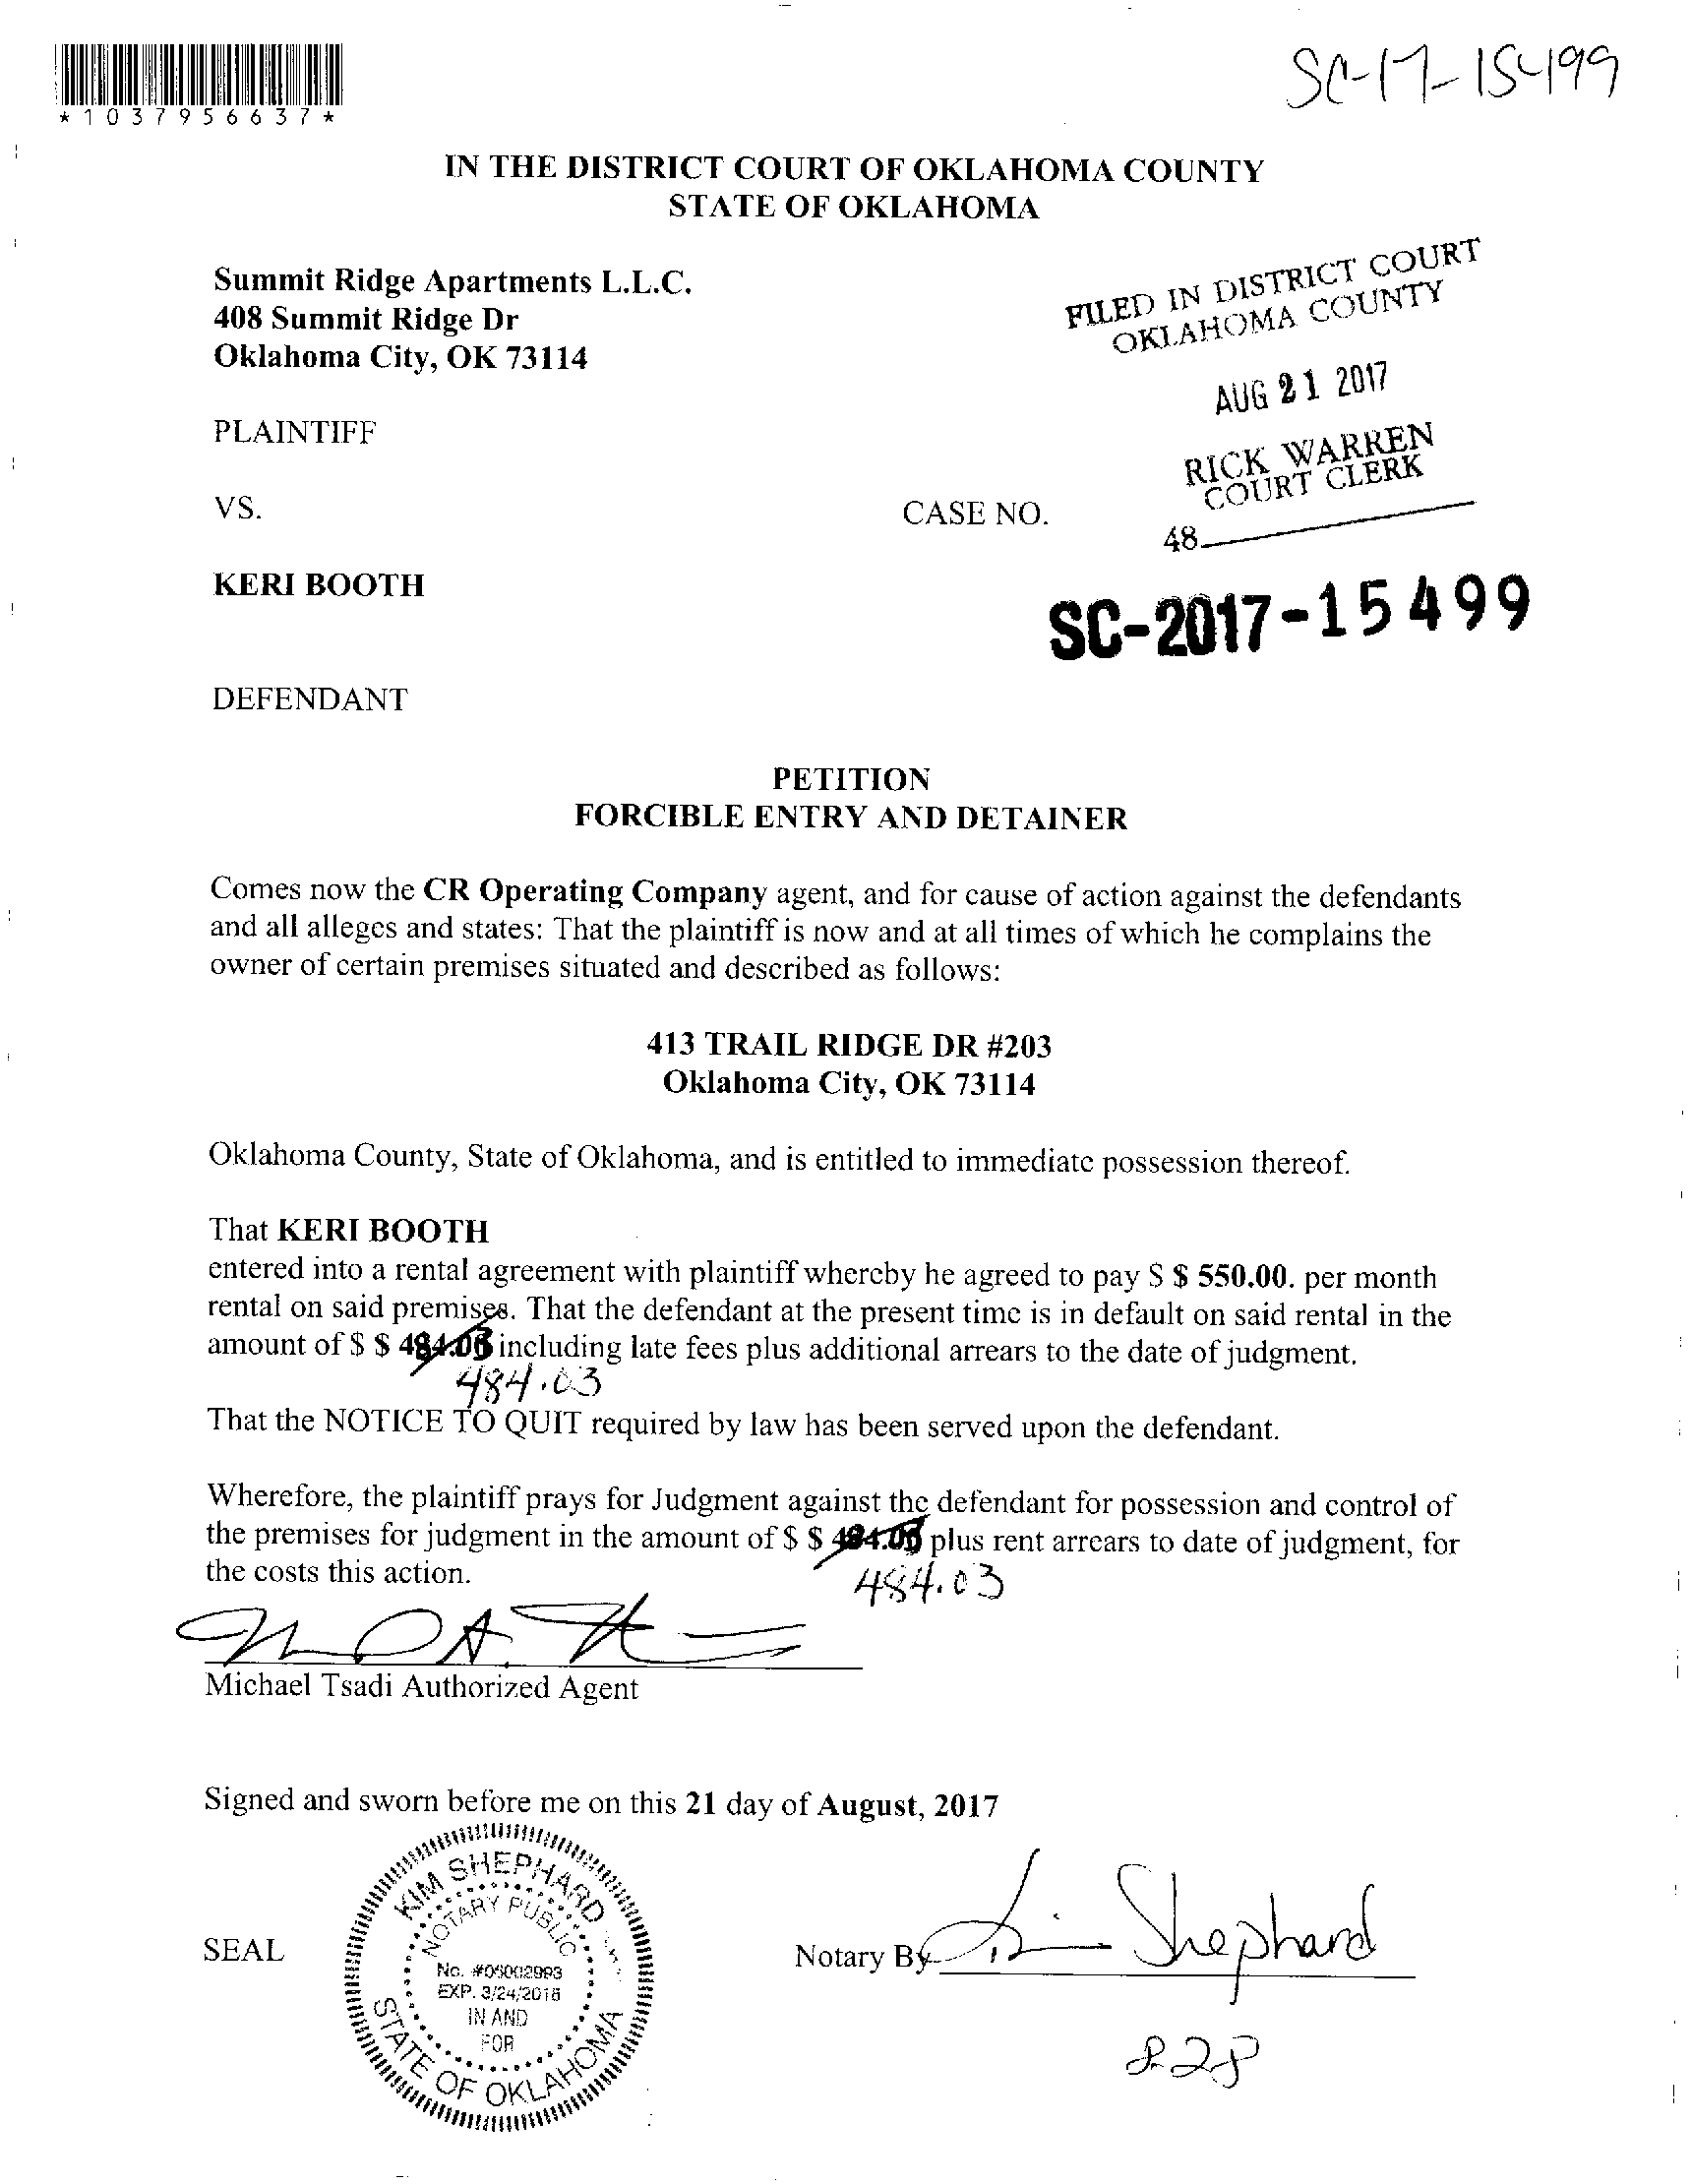 SC-17-15499
*1037956637*
IN THE DISTRICT COURT OF OKLAHOMA COUNTY
STATE OF OKLAHOMA
Summit Ridge Apartments L.L.C.
408 Summit Ridge Dr
Oklahoma City, OK 73114
FILED IN DISTRICT COURT
OKLAHOMA COUNTY
AUG 21 2017
RICK WARREN
COURT CLERK
48
PLAINTIFF
VS.
CASE NO.
KERI BOOTH
SC-2017-15499
DEFENDANT
PETITION
FORCIBLE ENTRY AND DETAINER
Comes now the CR Operating Company agent, and for cause of action against the defendants
and all alleges and states: That the plaintiff is now and at all times of which he complains the
owner of certain premises situated and described as follows:
413 TRAIL RIDGE DR #203
Oklahoma City, OK 73114
Oklahoma County, State of Oklahoma, and is entitled to immediate possession thereof.
That KERI BOOTH
entered into a rental agreement with plaintiff whereby he agreed to pay $ $ 550.00. per month
rental on said premises. That the defendant at the present time is in default on said rental in the
amount of $ $ 484.03 including late fees plus additional arrears to the date of judgment.
484.03
That the NOTICE TO QUIT required by law has been served upon the defendant.
Wherefore, the plaintiff prays for Judgment against the defendant for possession and control of
the premises for judgment in the amount of $ $ 484.03 plus rent arrears to date of judgment, for
the costs this action.
484.03
Michael Tsadi Authorized Agent
Signed and sworn before me on this 21 day of August, 2017
SEAL
KIM SHEPHARD
NOTARY PUBLIC
No. #05002993
EXP. 3/24/2018
IN AND
FOR
STATE OF OKLAHOMA
Notary By Kim Shephard
828